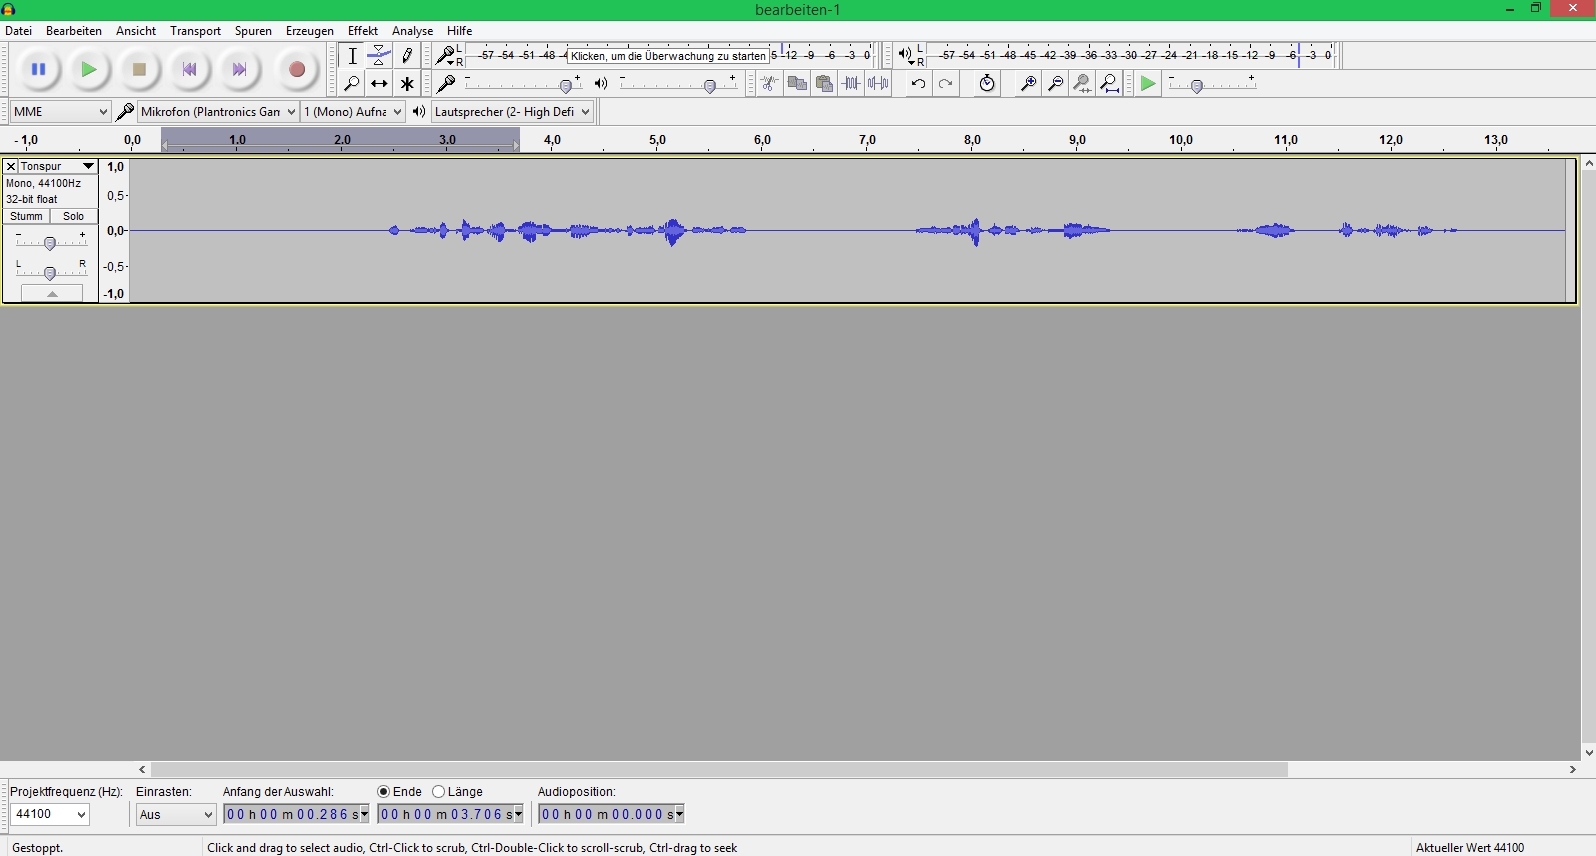 bearbeiten-1
Datei Bearbeiten Ansicht Transport Spuren Erzeugen Effekt Analyse Hilfe
L
R
-57 -54 -51 -48 -4 Klicken, um die Überwachung zu starten 5 -12 -9 -6 -3 0
L
R
-57 -54 -51 -48 -45 -42 -39 -36 -33 -30 -27 -24 -21 -18 -15 -12 -9 -6 -3 0
- + - + - +
MME Mikrofon (Plantronics Gan 1 (Mono) Aufna Lautsprecher (2- High Defi
- 1,0 0,0 1,0 2,0 3,0 4,0 5,0 6,0 7,0 8,0 9,0 10,0 11,0 12,0 13,0
Tonspur
Mono, 44100Hz
32-bit float
Stumm Solo
- +
L R
1,0
0,5-
0,0-
-0,5-
-1,0
Projektfrequenz (Hz): Einrasten: Anfang der Auswahl: Ende Länge Audioposition:
44100 Aus 00 h 00 m 00.286 s 00 h 00 m 03.706 s 00 h 00 m 00.000 s
Gestoppt. Click and drag to select audio, Ctrl-Click to scrub, Ctrl-Double-Click to scroll-scrub, Ctrl-drag to seek Aktueller Wert 44100